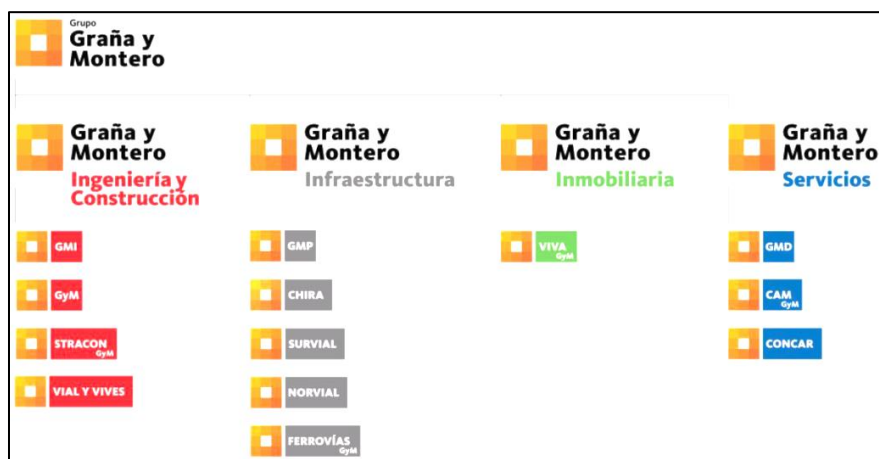 Grupo
Graña y
Montero
Graña y
Montero
Ingeniería y
Construcción
GMI
GyM
STRACON
GyM
VIAL Y VIVES
Graña y
Montero
Infraestructura
GMP
CHIRA
SURVIAL
NORVIAL
FERROVÍAS
GyM
Graña y
Montero
Inmobiliaria
VIVA
GyM
Graña y
Montero
Servicios
GMD
CAM
GyM
CONCAR